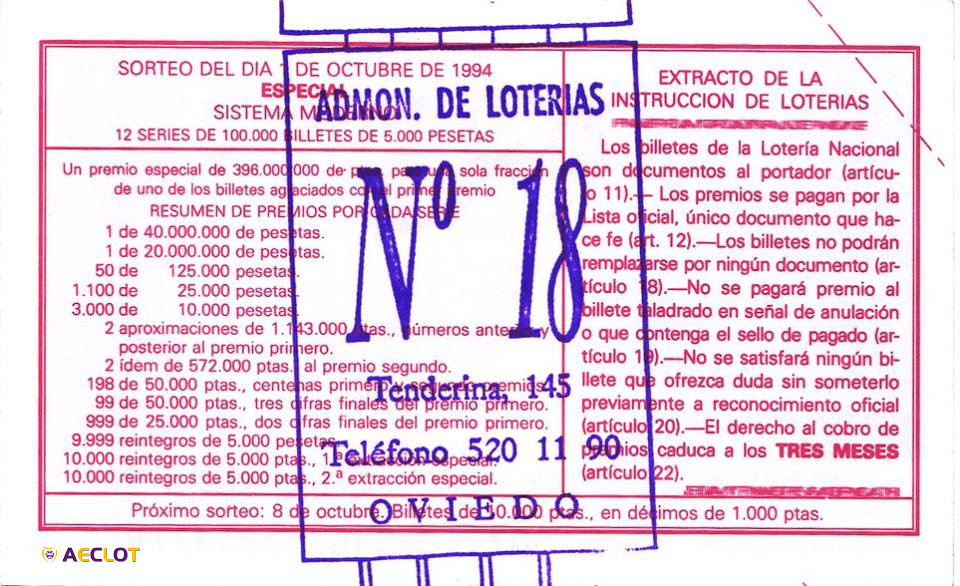 SORTEO DEL DIA 1 DE OCTUBRE DE 1994
ESPECIAL
SISTEMA MODERNO
12 SERIES DE 100.000 BILLETES DE 5.000 PESETAS
Un premio especial de 396.000.000 de ptas., para una sola fracción
de uno de los billetes agraciados con el primer premio
RESUMEN DE PREMIOS POR CADA SERIE
1 de 40.000.000 de pesetas.
1 de 20.000.000 de pesetas.
50 de 125.000 pesetas.
1.100 de 25.000 pesetas.
3.000 de 10.000 pesetas.
2 aproximaciones de 1.143.000 ptas., números anterior y
posterior al premio primero.
2 ídem de 572.000 ptas. al premio segundo.
198 de 50.000 ptas., centenas primero y segundo premios.
99 de 50.000 ptas., tres cifras finales del premio primero.
999 de 25.000 ptas., dos cifras finales del premio primero.
9.999 reintegros de 5.000 pesetas.
10.000 reintegros de 5.000 ptas., 1.ª extracción especial.
10.000 reintegros de 5.000 ptas., 2.ª extracción especial.
EXTRACTO DE LA
INSTRUCCION DE LOTERIAS
Los billetes de la Lotería Nacional
son documentos al portador (artícu-
lo 11).— Los premios se pagan por la
Lista oficial, único documento que ha-
ce fe (art. 12).—Los billetes no podrán
remplazarse por ningún documento (ar-
tículo 18).—No se pagará premio al
billete taladrado en señal de anulación
o que contenga el sello de pagado (ar-
tículo 19).—No se satisfará ningún bi-
llete que ofrezca duda sin someterlo
previamente a reconocimiento oficial
(artículo 20).—El derecho al cobro de
premios caduca a los TRES MESES
(artículo 22).
Próximo sorteo: 8 de octubre. Billetes de 10.000 ptas., en décimos de 1.000 ptas.
ADMON. DE LOTERIAS
Nº 18
Tenderina, 145
Teléfono 520 11 90
OVIEDO
AECLOT